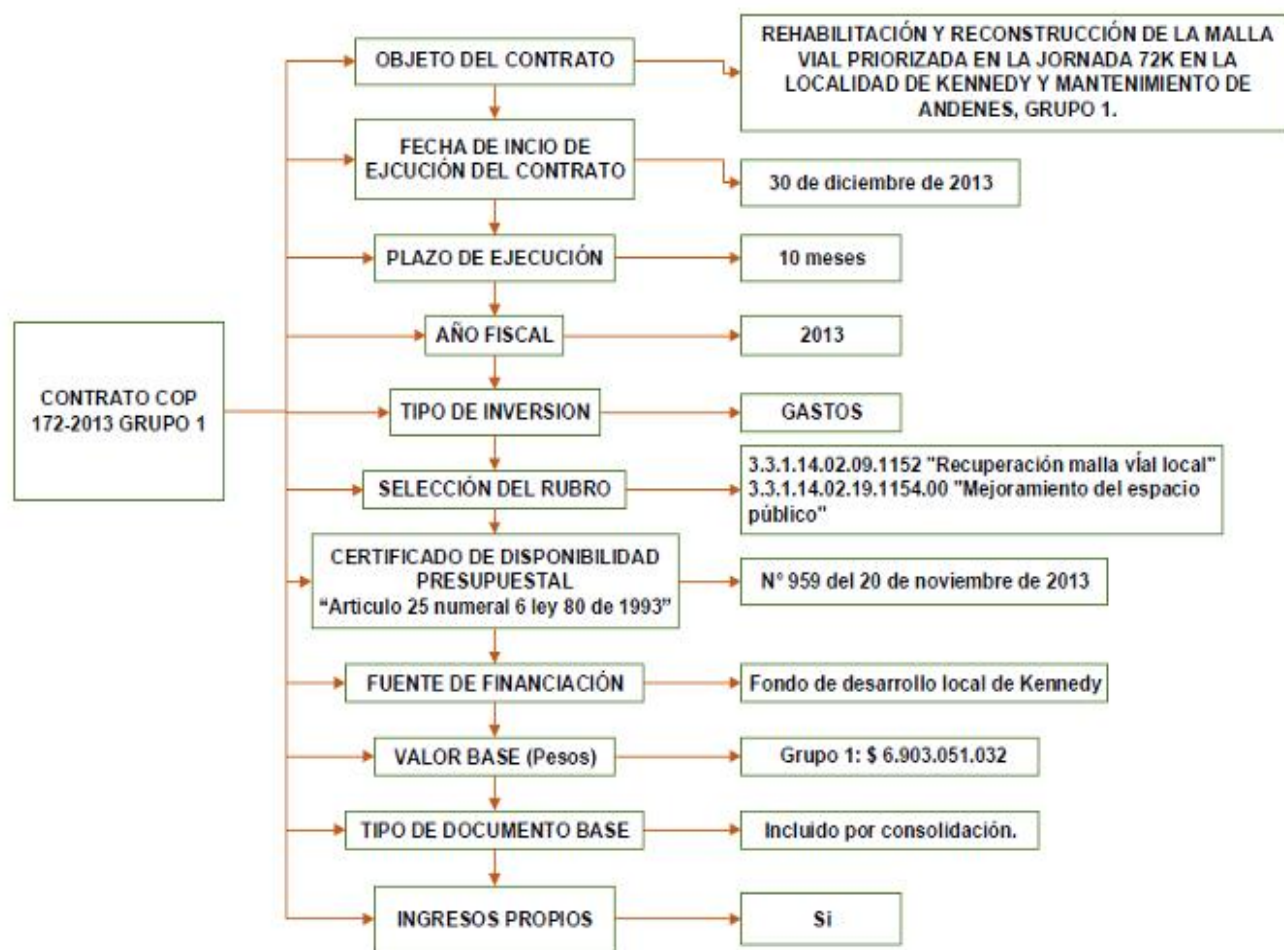 CONTRATO COP
172-2013 GRUPO 1
OBJETO DEL CONTRATO
REHABILITACIÓN Y RECONSTRUCCIÓN DE LA MALLA
VIAL PRIORIZADA EN LA JORNADA 72K EN LA
LOCALIDAD DE KENNEDY Y MANTENIMIENTO DE
ANDENES, GRUPO 1.
FECHA DE INCIO DE
EJCUCIÓN DEL CONTRATO
30 de diciembre de 2013
PLAZO DE EJECUCIÓN
10 meses
AÑO FISCAL
2013
TIPO DE INVERSION
GASTOS
SELECCIÓN DEL RUBRO
3.3.1.14.02.09.1152 "Recuperación malla vÍal local"
3.3.1.14.02.19.1154.00 "Mejoramiento del espacio
público"
CERTIFICADO DE DISPONIBILIDAD
PRESUPUESTAL
“Articulo 25 numeral 6 ley 80 de 1993”
Nº 959 del 20 de noviembre de 2013
FUENTE DE FINANCIACIÓN
Fondo de desarrollo local de Kennedy
VALOR BASE (Pesos)
Grupo 1: $ 6.903.051.032
TIPO DE DOCUMENTO BASE
Incluido por consolidación.
INGRESOS PROPIOS
Si